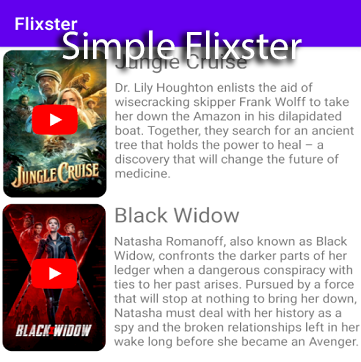 Flixster
Simple Flixster
Jungle Cruise
Dr. Lily Houghton enlists the aid of
wisecracking skipper Frank Wolff to take
her down the Amazon in his dilapidated
boat. Together, they search for an ancient
tree that holds the power to heal – a
discovery that will change the future of
medicine.
JUNGLE CRUISE
Black Widow
Natasha Romanoff, also known as Black
Widow, confronts the darker parts of her
ledger when a dangerous conspiracy with
ties to her past arises. Pursued by a force
that will stop at nothing to bring her down,
Natasha must deal with her history as a
spy and the broken relationships left in her
wake long before she became an Avenger.
BLACK WIDOW